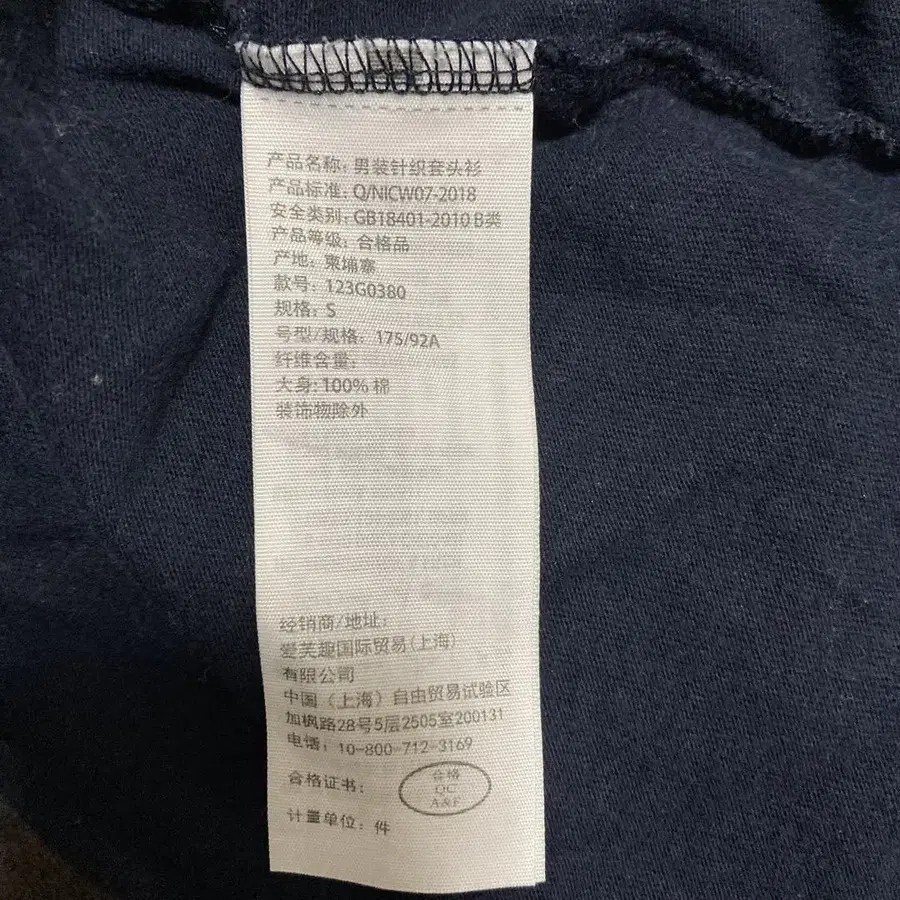 产品名称: 男装针织套头衫
产品标准: Q/NICW07-2018
安全类别: GB18401-2010 B类
产品等级: 合格品
产地: 柬埔寨
款号: 123G0380
规格: S
号型/规格: 175/92A
纤维含量:
大身: 100% 棉
装饰物除外
经销商/地址:
爱芙趣国际贸易(上海)
有限公司
中国（上海）自由贸易试验区
加枫路28号5层2505室200131
电话: 10-800-712-3169
合格证书:
合格
QC
A&F
计量单位: 件